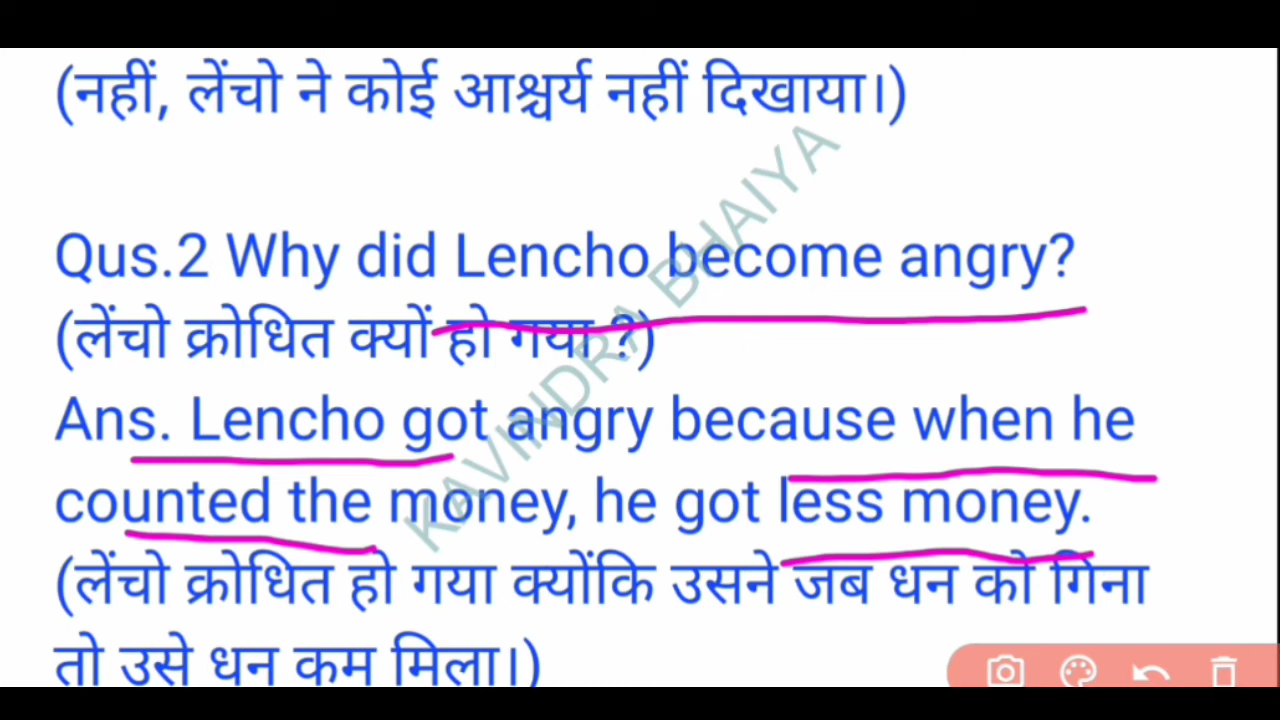 (नहीं, लेंचो ने कोई आश्चर्य नहीं दिखाया।)
Qus.2 Why did Lencho become angry?
(लेंचो क्रोधित क्यों हो गया ?)
Ans. Lencho got angry because when he
counted the money, he got less money.
(लेंचो क्रोधित हो गया क्योंकि उसने जब धन को गिना
तो उसे धन कम मिला।)
KAVINDRA BHAIYA